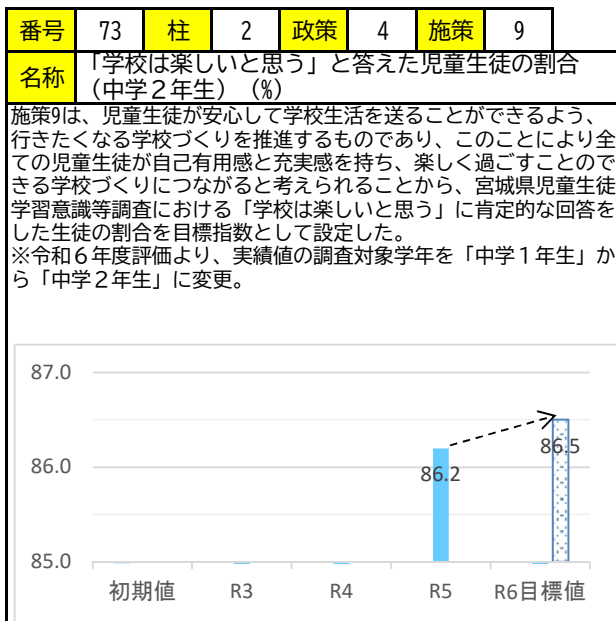 番号 73 柱 2 政策 4 施策 9
名称 「学校は楽しいと思う」と答えた児童生徒の割合
（中学２年生）（%）
施策9は、児童生徒が安心して学校生活を送ることができるよう、
行きたくなる学校づくりを推進するものであり、このことにより全
ての児童生徒が自己有用感と充実感を持ち、楽しく過ごすことので
きる学校づくりにつながると考えられることから、宮城県児童生徒
学習意識等調査における「学校は楽しいと思う」に肯定的な回答を
した生徒の割合を目標指数として設定した。
※令和６年度評価より、実績値の調査対象学年を「中学１年生」か
ら「中学２年生」に変更。
87.0
86.0
85.0
86.2
86.5
初期値 R3 R4 R5 R6目標値